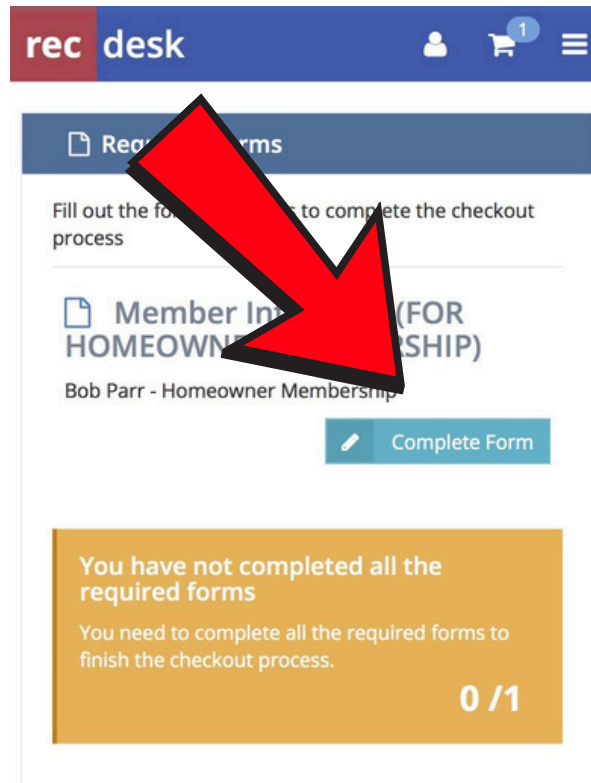 rec desk
1
Req rms
Fill out the fo to complete the checkout
process
Member In (FOR
HOMEOWNE SHIP)
Bob Parr - Homeowner Membership
Complete Form
You have not completed all the
required forms
You need to complete all the required forms to
finish the checkout process.
0 /1